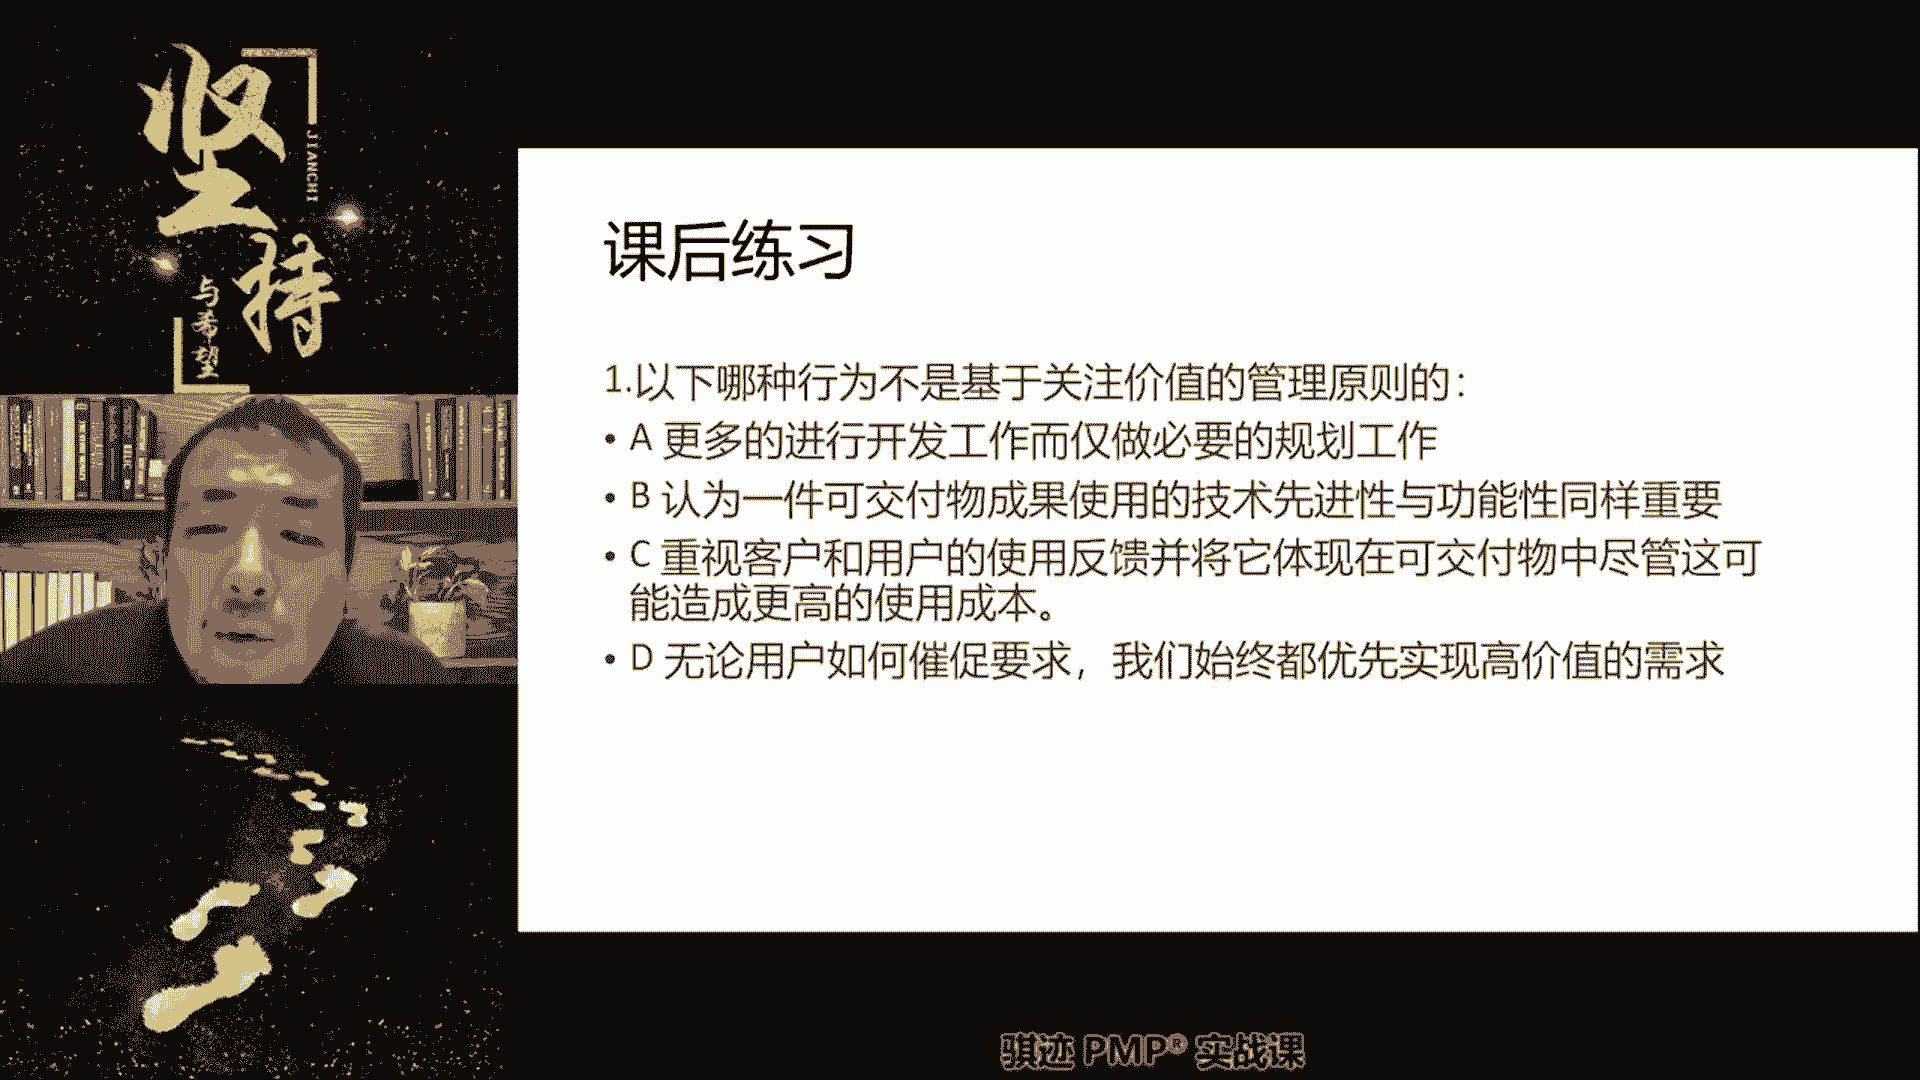 坚持
JIANCHI
与希望
课后练习
1.以下哪种行为不是基于关注价值的管理原则的：
• A 更多的进行开发工作而仅做必要的规划工作
• B 认为一件可交付物成果使用的技术先进性与功能性同样重要
• C 重视客户和用户的使用反馈并将它体现在可交付物中尽管这可
能造成更高的使用成本。
• D 无论用户如何催促要求，我们始终都优先实现高价值的需求
骐迹 PMP® 实战课